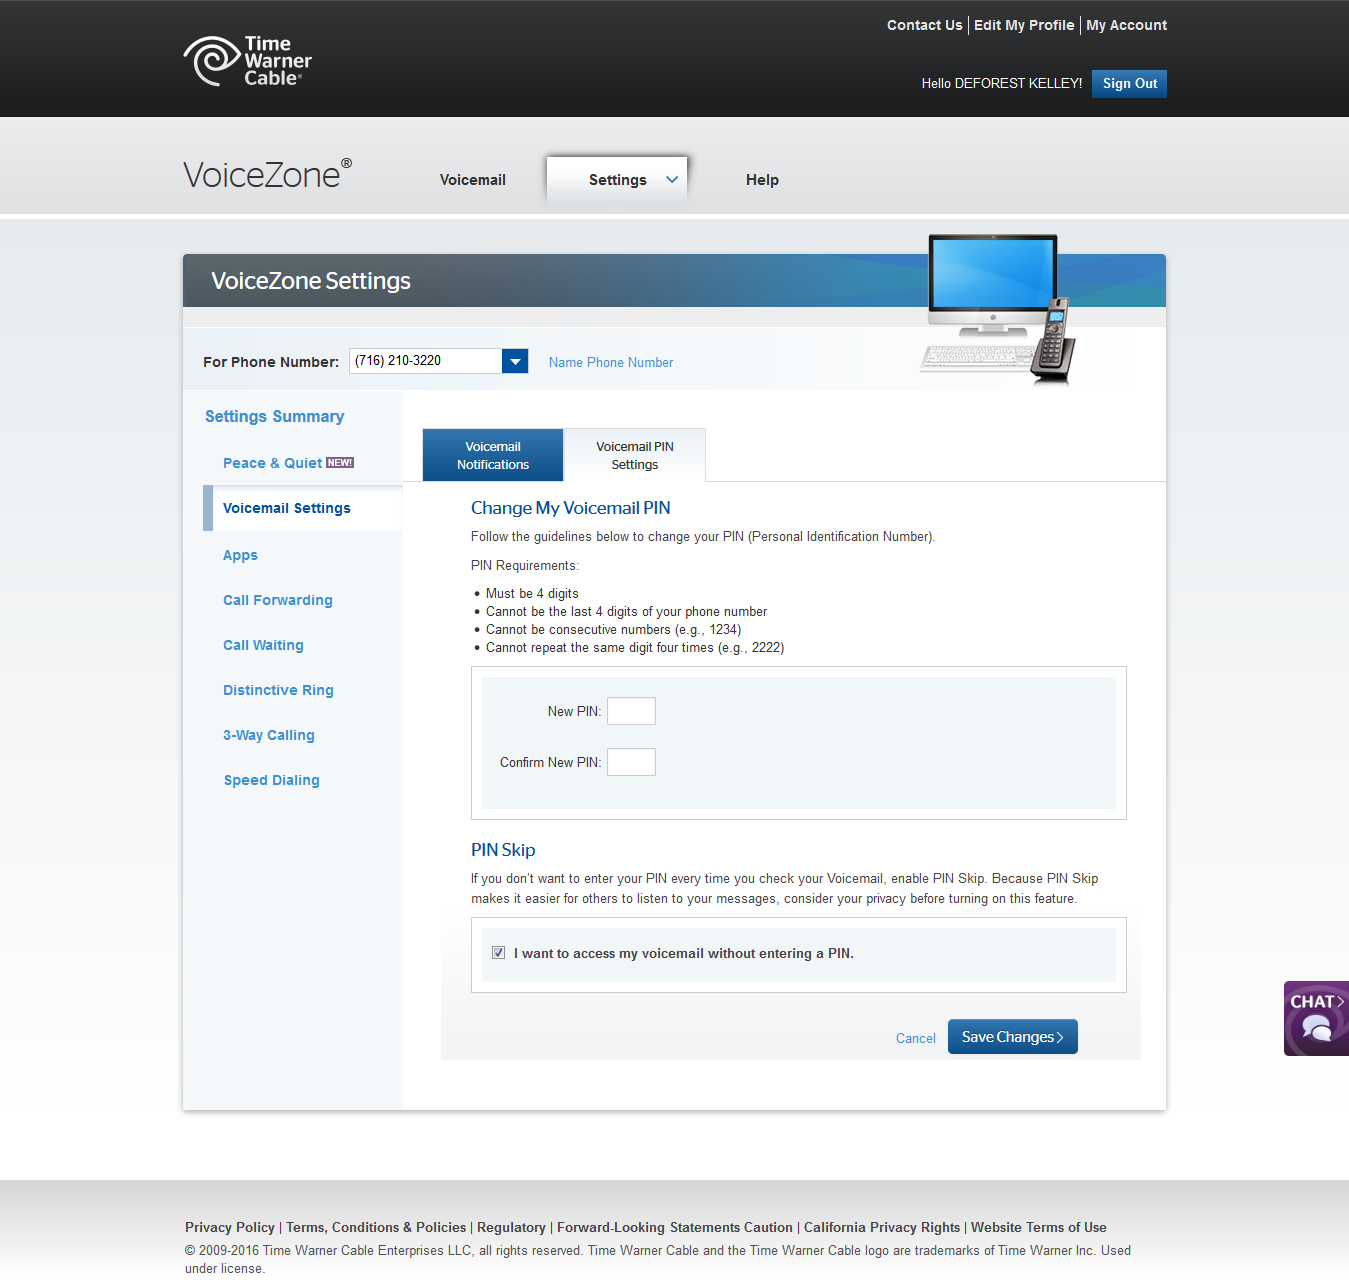 Contact Us | Edit My Profile | My Account
Time
Warner
Cable®
Hello DEFOREST KELLEY! Sign Out
VoiceZone® Voicemail Settings Help
VoiceZone Settings
For Phone Number: (716) 210-3220 Name Phone Number
Settings Summary
Peace & Quiet NEW!
Voicemail Settings
Apps
Call Forwarding
Call Waiting
Distinctive Ring
3-Way Calling
Speed Dialing
Voicemail
Notifications
Voicemail PIN
Settings
Change My Voicemail PIN
Follow the guidelines below to change your PIN (Personal Identification Number).
PIN Requirements:
• Must be 4 digits
• Cannot be the last 4 digits of your phone number
• Cannot be consecutive numbers (e.g., 1234)
• Cannot repeat the same digit four times (e.g., 2222)
New PIN:
Confirm New PIN:
PIN Skip
If you don't want to enter your PIN every time you check your Voicemail, enable PIN Skip. Because PIN Skip
makes it easier for others to listen to your messages, consider your privacy before turning on this feature.
I want to access my voicemail without entering a PIN.
Cancel Save Changes
CHAT
Privacy Policy | Terms, Conditions & Policies | Regulatory | Forward-Looking Statements Caution | California Privacy Rights | Website Terms of Use
© 2009-2016 Time Warner Cable Enterprises LLC, all rights reserved. Time Warner Cable and the Time Warner Cable logo are trademarks of Time Warner Inc. Used
under license.